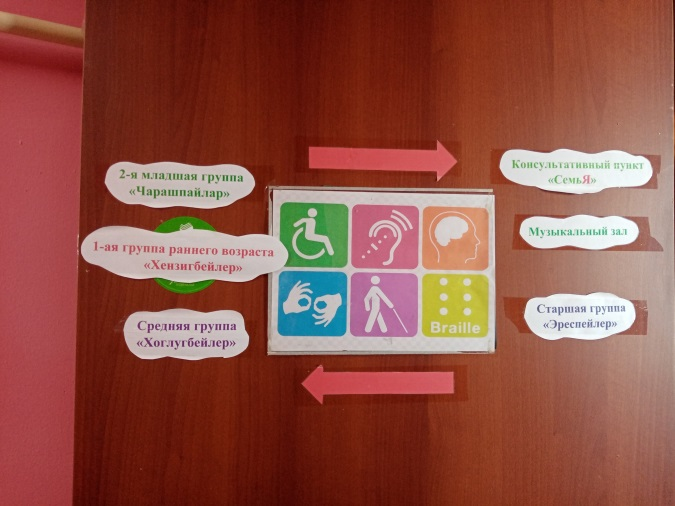 2-я младшая группа
«Чарашпайлар»
1-ая группа раннего возраста
«Хензигбейлер»
Средняя группа
«Хоглугбейлер»
Braille
Консультативный пункт
«СемьЯ»
Музыкальный зал
Старшая группа
«Эреспейлер»